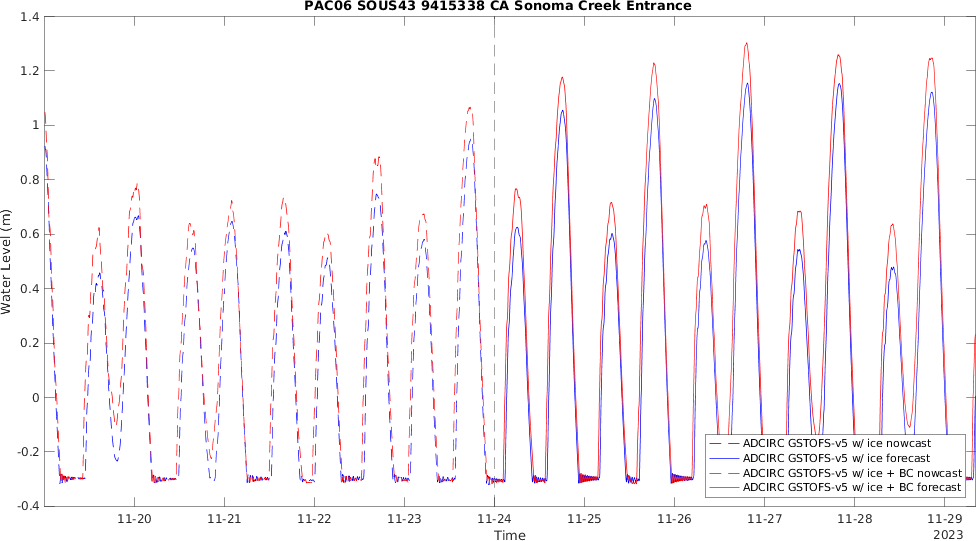 PAC06 SOUS43 9415338 CA Sonoma Creek Entrance
1.4
1.2
1
0.8
0.6
0.4
0.2
0
-0.2
-0.4
Water Level (m)
ADCIRC GSTOFS-v5 w/ ice nowcast
ADCIRC GSTOFS-v5 w/ ice forecast
ADCIRC GSTOFS-v5 w/ ice + BC nowcast
ADCIRC GSTOFS-v5 w/ ice + BC forecast
11-20 11-21 11-22 11-23 11-24 11-25 11-26 11-27 11-28 11-29
Time 2023